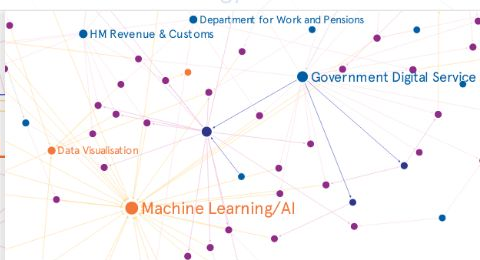 Department for Work and Pensions
HM Revenue & Customs
Government Digital Service
Data Visualisation
Machine Learning/AI